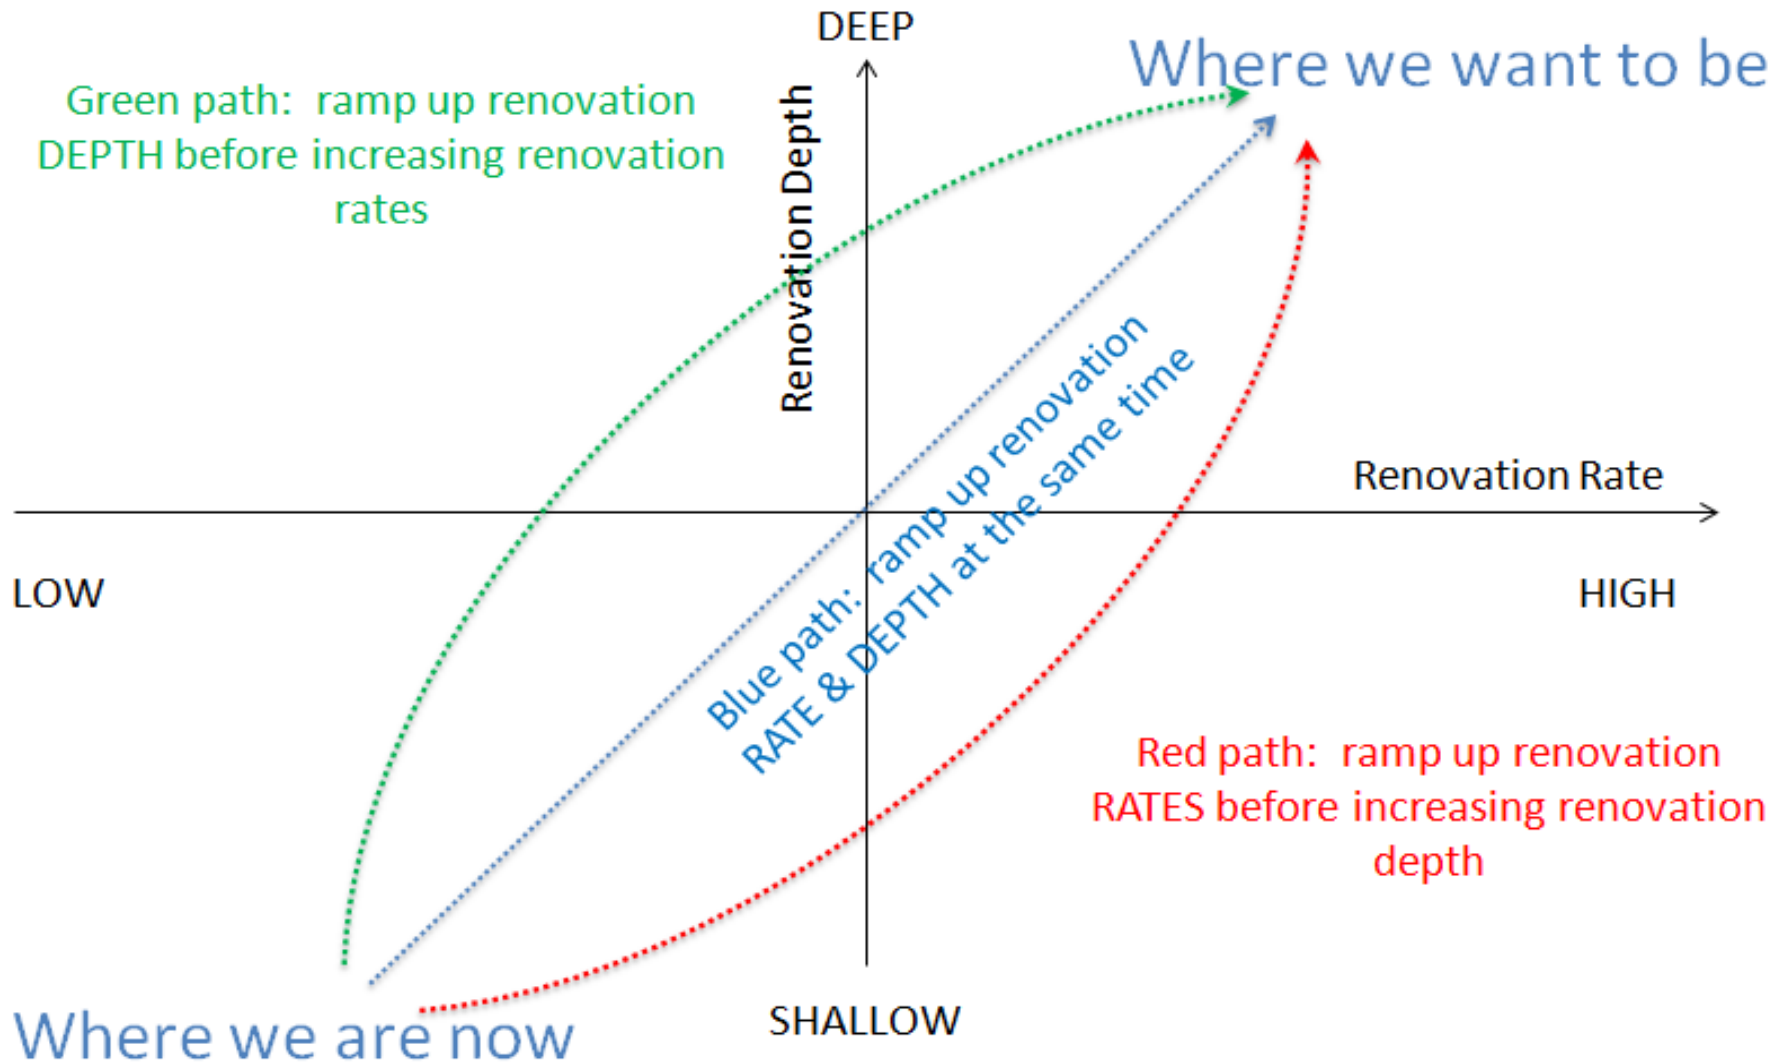 DEEP
Where we want to be
Green path:  ramp up renovation
DEPTH before increasing renovation
rates
Renovation Depth
Blue path:  ramp up renovation
RATE & DEPTH at the same time
Renovation Rate
LOW
HIGH
Red path:  ramp up renovation
RATES before increasing renovation
depth
Where we are now
SHALLOW